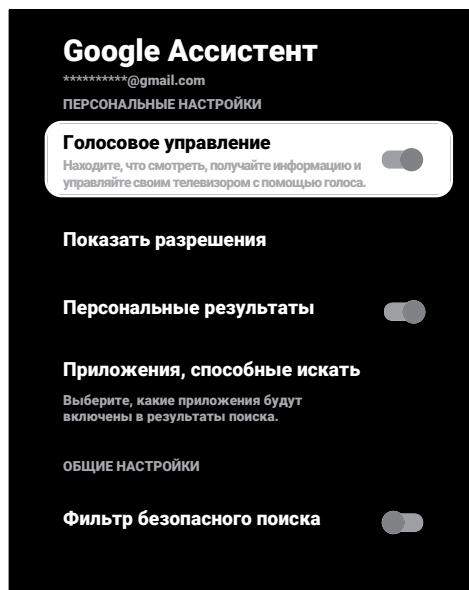 Google Ассистент
**********@gmail.com
ПЕРСОНАЛЬНЫЕ НАСТРОЙКИ
Голосовое управление
Находите, что смотреть, получайте информацию и
управляйте своим телевизором с помощью голоса.
Показать разрешения
Персональные результаты
Приложения, способные искать
Выберите, какие приложения будут
включены в результаты поиска.
ОБЩИЕ НАСТРОЙКИ
Фильтр безопасного поиска